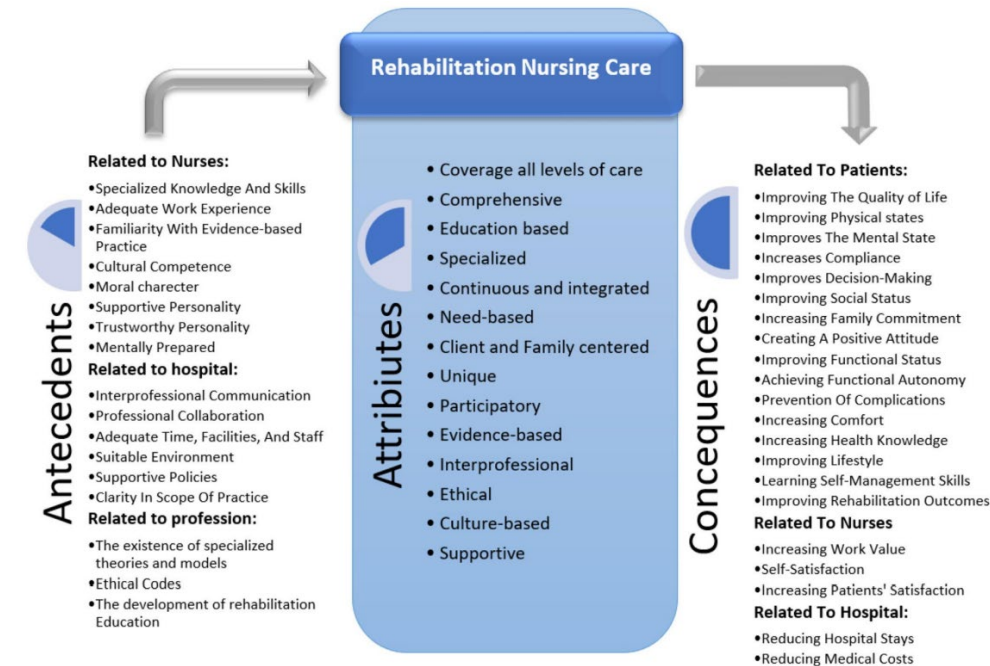 Rehabilitation Nursing Care
Antecedents
Related to Nurses:
•Specialized Knowledge And Skills
•Adequate Work Experience
•Familiarity With Evidence-based
Practice
•Cultural Competence
•Moral charecter
•Supportive Personality
•Trustworthy Personality
•Mentally Prepared
Related to hospital:
•Interprofessional Communication
•Professional Collaboration
•Adequate Time, Facilities, And Staff
•Suitable Environment
•Supportive Policies
•Clarity In Scope Of Practice
Related to profession:
•The existence of specialized
theories and models
•Ethical Codes
•The development of rehabilitation
Education
Attribiutes
• Coverage all levels of care
• Comprehensive
• Education based
• Specialized
• Continuous and integrated
• Need-based
• Client and Family centered
• Unique
• Participatory
• Evidence-based
• Interprofessional
• Ethical
• Culture-based
• Supportive
Concequences
Related To Patients:
•Improving The Quality of Life
•Improving Physical states
•Improves The Mental State
•Increases Compliance
•Improves Decision-Making
•Improving Social Status
•Increasing Family Commitment
•Creating A Positive Attitude
•Improving Functional Status
•Achieving Functional Autonomy
•Prevention Of Complications
•Increasing Comfort
•Increasing Health Knowledge
•Improving Lifestyle
•Learning Self-Management Skills
•Improving Rehabilitation Outcomes
Related To Nurses
•Increasing Work Value
•Self-Satisfaction
•Increasing Patients' Satisfaction
Related To Hospital:
•Reducing Hospital Stays
•Reducing Medical Costs